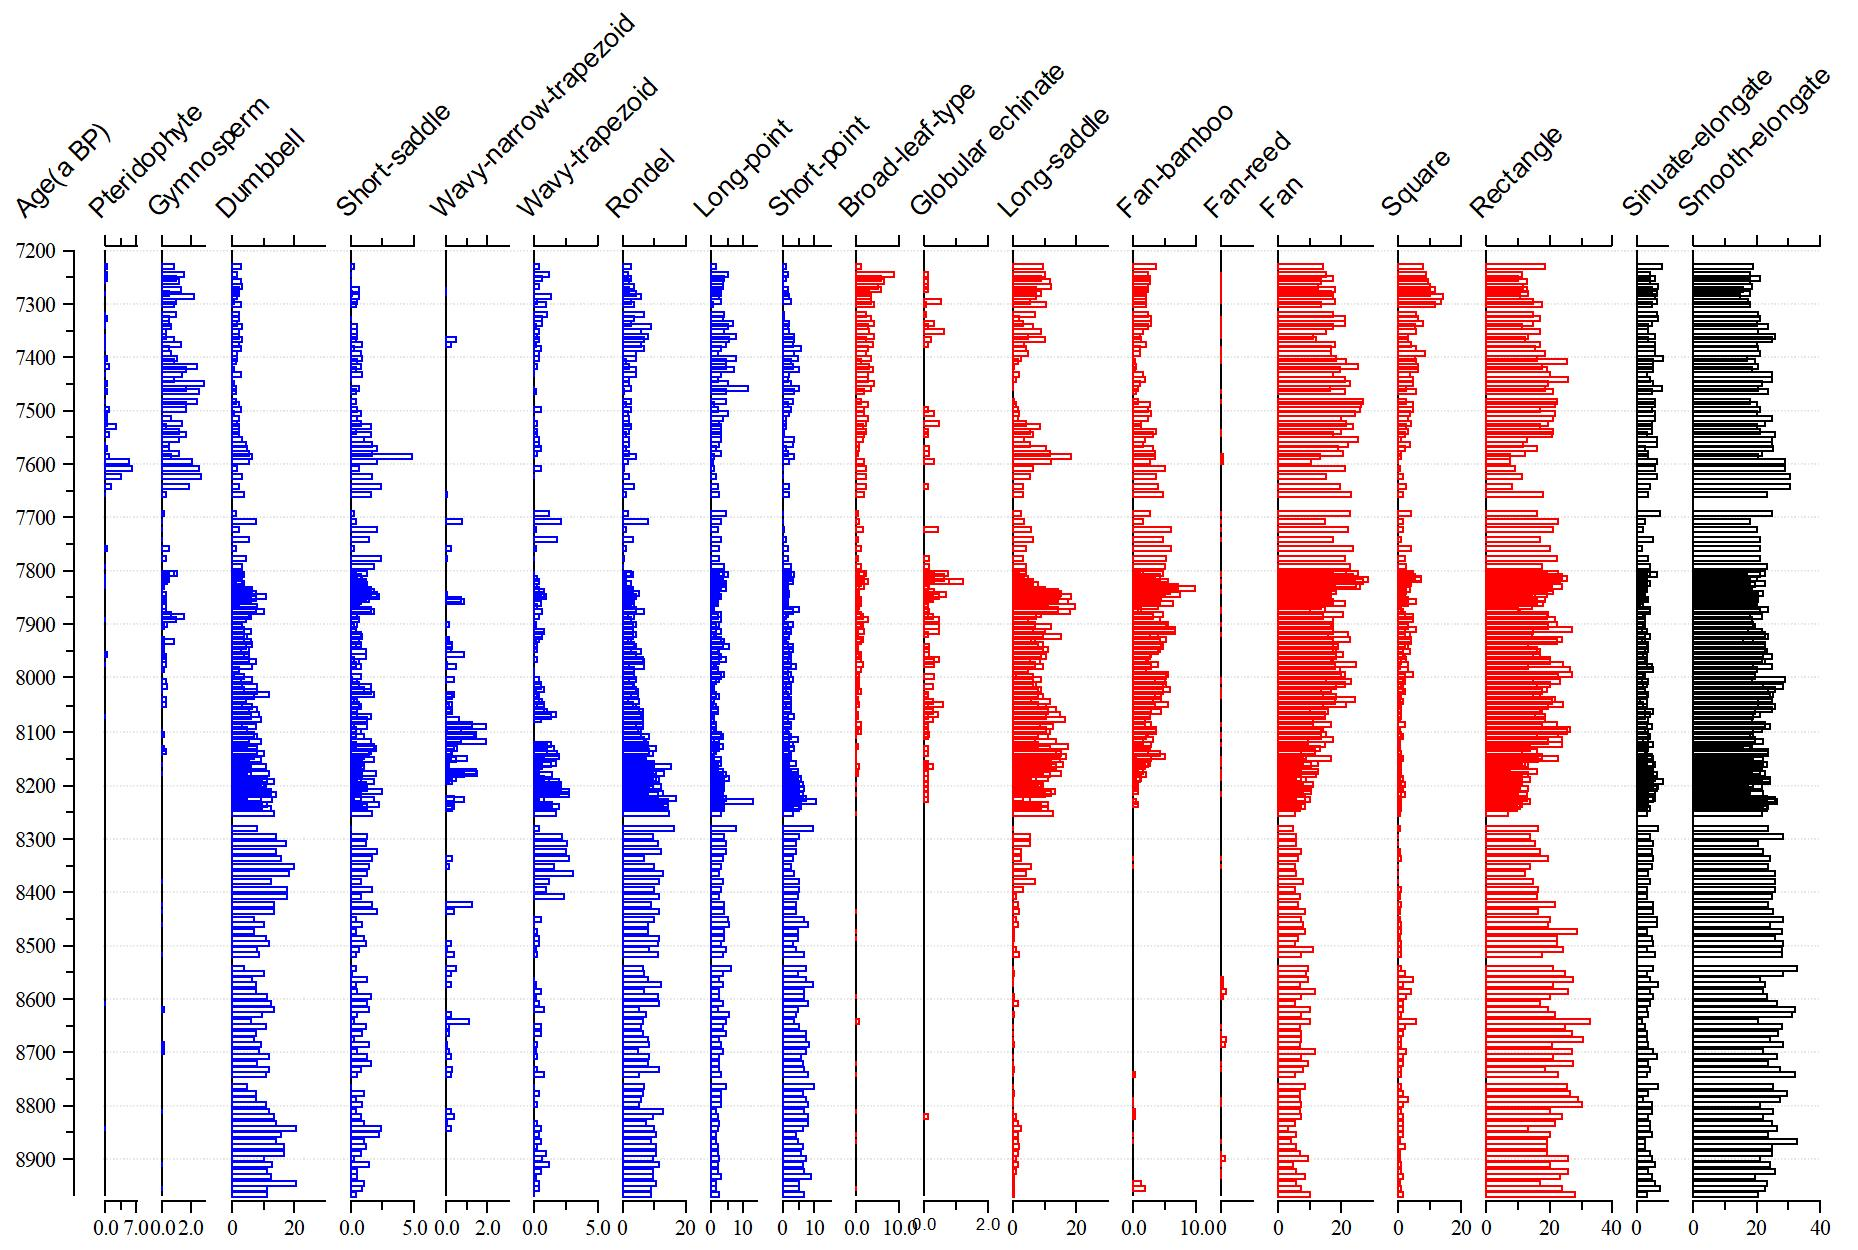 Age(a BP)
Pteridophyte
Gymnosperm
Dumbbell
Short-saddle
Wavy-narrow-trapezoid
Wavy-trapezoid
Rondel
Long-point
Short-point
Broad-leaf-type
Globular echinate
Long-saddle
Fan-bamboo
Fan-reed
Fan
Square
Rectangle
Sinuate-elongate
Smooth-elongate
7200
7300
7400
7500
7600
7700
7800
7900
8000
8100
8200
8300
8400
8500
8600
8700
8800
8900
0.0 7.0 0.0 2.0 0 20 0 5.0 0.0 2.0 0.0 5.0 0 20 0 10 0 10 0.0 10.0 0.0 2.0 0 20 0.0 10.0 0 0 20 0 20 0 20 40 0 0 20 40